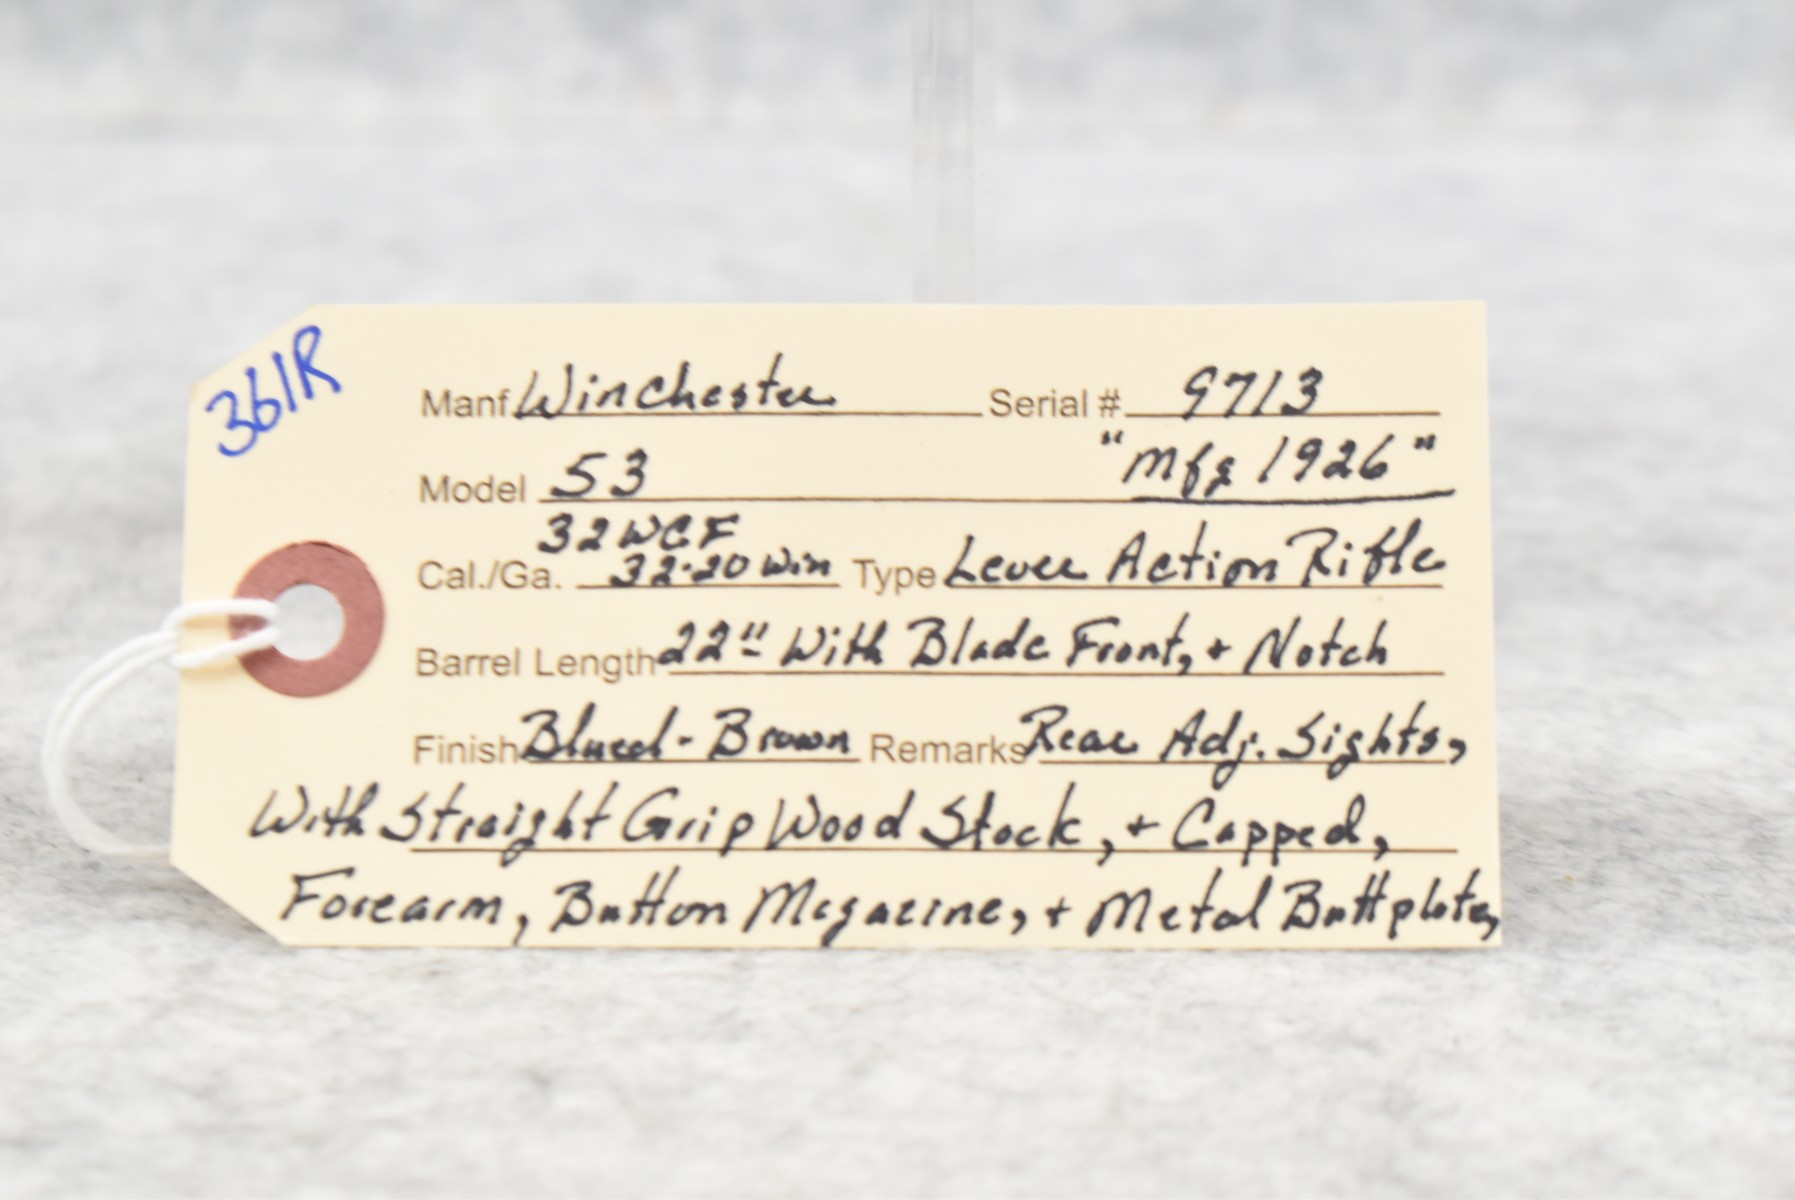 361R
Manf Winchester Serial # 9713
Model 53 "Mfg 1926"
32 WCF
Cal./Ga. 32-20 Win Type Lever Action Rifle
Barrel Length 22" With Blade Front, + Notch
Finish Blued - Brown Remarks Rear Adj. Sights,
With Straight Grip Wood Stock, + Capped,
Forearm, Button Magazine, + Metal Buttplate,